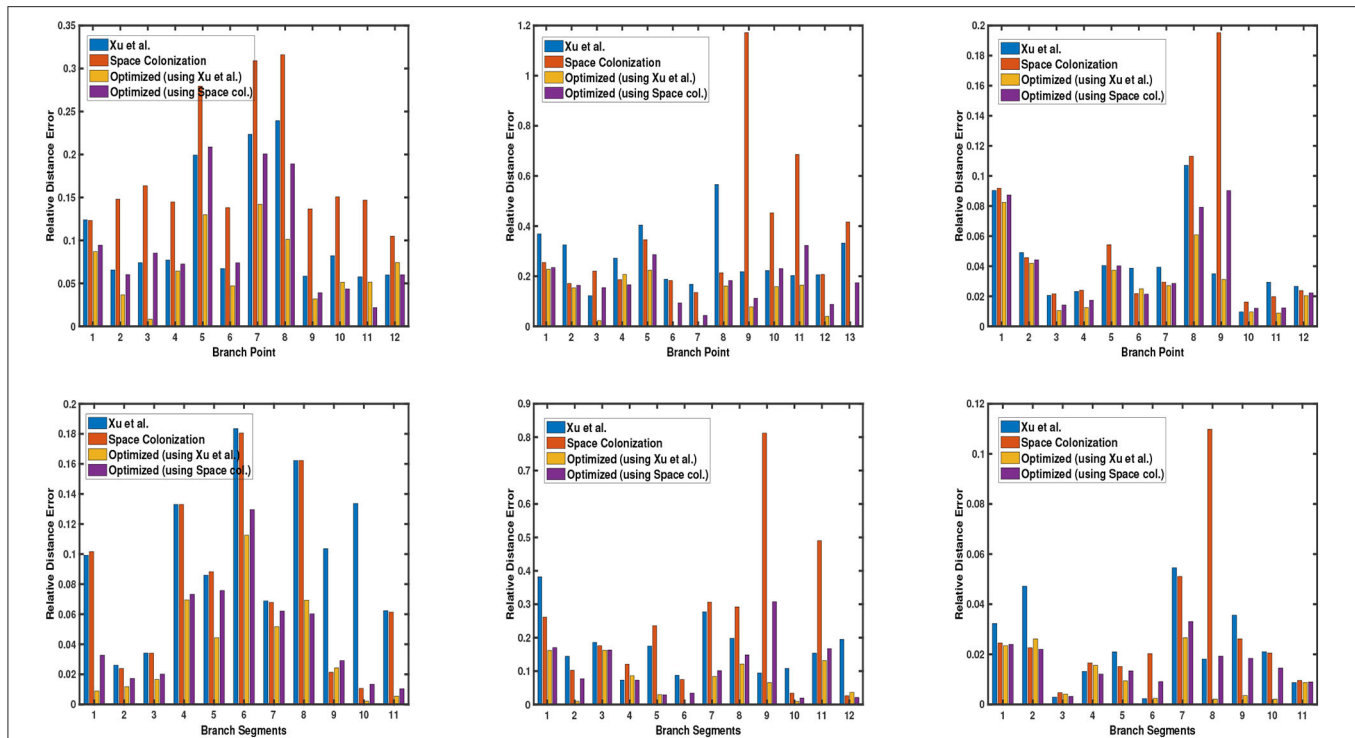 0.35
0.3
0.25
0.2
0.15
0.1
0.05
0
Relative Distance Error
Xu et al.
Space Colonization
Optimized (using Xu et al.)
Optimized (using Space col.)
1 2 3 4 5 6 7 8 9 10 11 12
Branch Point
1.2
1
0.8
0.6
0.4
0.2
0
Relative Distance Error
Xu et al.
Space Colonization
Optimized (using Xu et al.)
Optimized (using Space col.)
1 2 3 4 5 6 7 8 9 10 11 12 13
Branch Point
0.2
0.18
0.16
0.14
0.12
0.1
0.08
0.06
0.04
0.02
0
Relative Distance Error
Xu et al.
Space Colonization
Optimized (using Xu et al.)
Optimized (using Space col.)
1 2 3 4 5 6 7 8 9 10 11 12
Branch Point
0.2
0.18
0.16
0.14
0.12
0.1
0.08
0.06
0.04
0.02
0
Relative Distance Error
Xu et al.
Space Colonization
Optimized (using Xu et al.)
Optimized (using Space col.)
1 2 3 4 5 6 7 8 9 10 11
Branch Segments
0.9
0.8
0.7
0.6
0.5
0.4
0.3
0.2
0.1
0
Relative Distance Error
Xu et al.
Space Colonization
Optimized (using Xu et al.)
Optimized (using Space col.)
1 2 3 4 5 6 7 8 9 10 11 12
Branch Segments
0.12
0.1
0.08
0.06
0.04
0.02
0
Relative Distance Error
Xu et al.
Space Colonization
Optimized (using Xu et al.)
Optimized (using Space col.)
1 2 3 4 5 6 7 8 9 10 11
Branch Segments